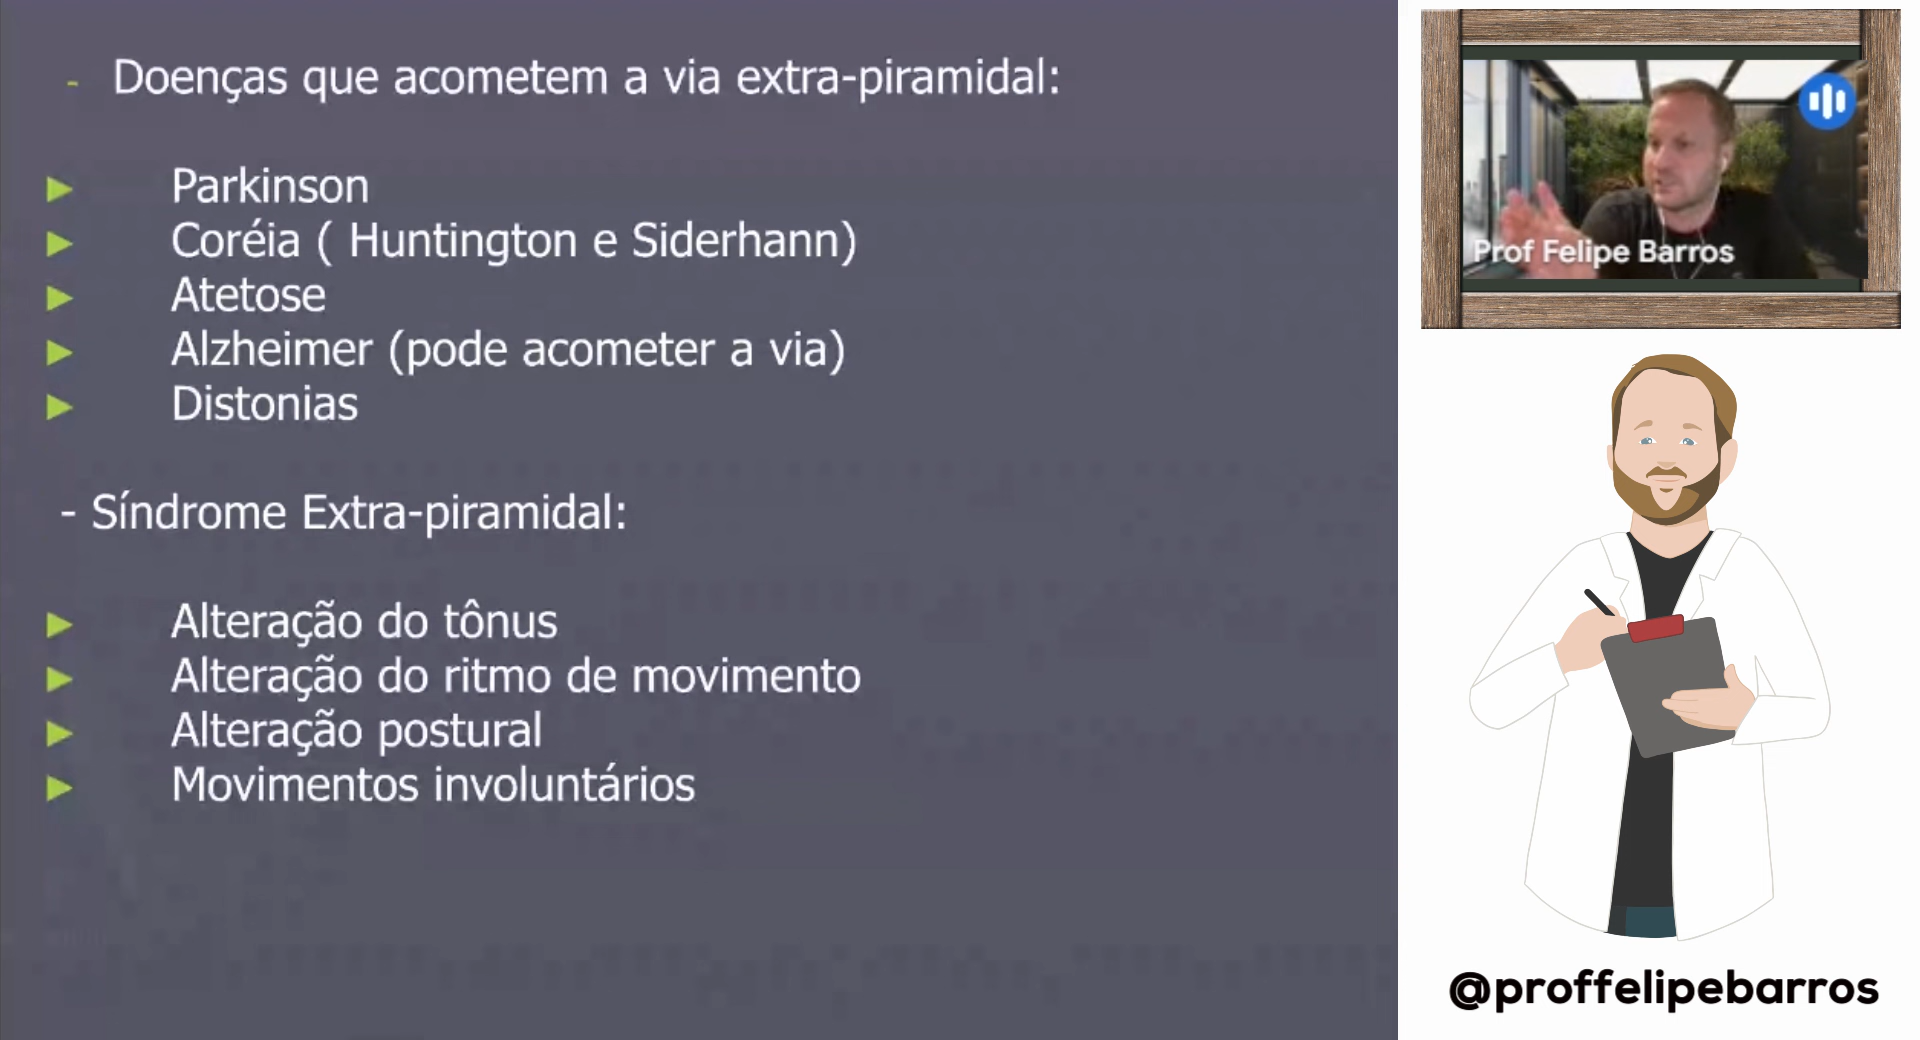 - Doenças que acometem a via extra-piramidal:
Parkinson
Coréia ( Huntington e Siderhann)
Atetose
Alzheimer (pode acometer a via)
Distonias
- Síndrome Extra-piramidal:
Alteração do tônus
Alteração do ritmo de movimento
Alteração postural
Movimentos involuntários
Prof Felipe Barros
@proffelipebarros